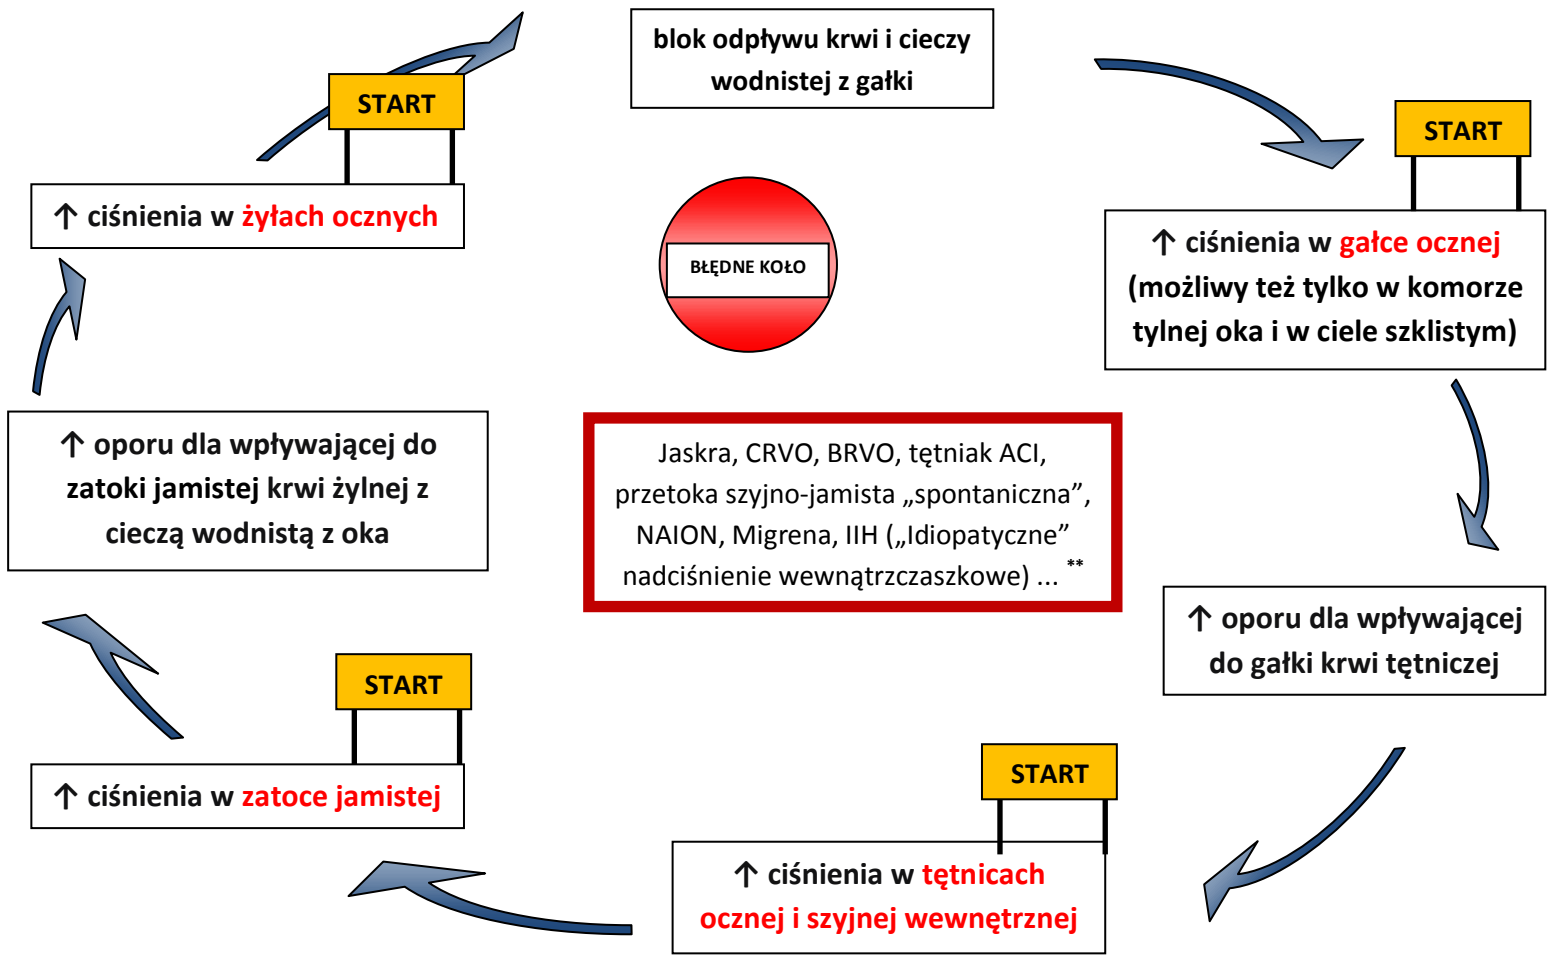 blok odpływu krwi i cieczy
wodnistej z gałki
START
↑ ciśnienia w gałce ocznej
(możliwy też tylko w komorze
tylnej oka i w ciele szklistym)
↑ oporu dla wpływającej
do gałki krwi tętniczej
START
↑ ciśnienia w tętnicach
ocznej i szyjnej wewnętrznej
START
↑ ciśnienia w zatoce jamistej
↑ oporu dla wpływającej do
zatoki jamistej krwi żylnej z
cieczą wodnistą z oka
START
↑ ciśnienia w żyłach ocznych
BŁĘDNE KOŁO
Jaskra, CRVO, BRVO, tętniak ACI,
przetoka szyjno-jamista „spontaniczna”,
NAION, Migrena, IIH („Idiopatyczne”
nadciśnienie wewnątrzczaszkowe) ... **